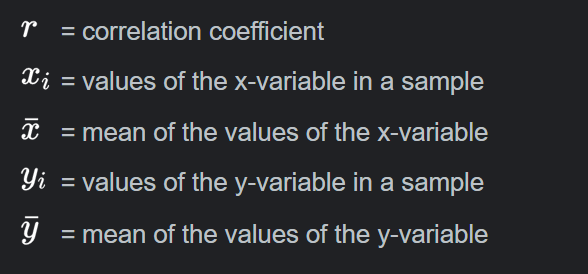 r = correlation coefficient
xᵢ = values of the x-variable in a sample
x̄ = mean of the values of the x-variable
yᵢ = values of the y-variable in a sample
ȳ = mean of the values of the y-variable